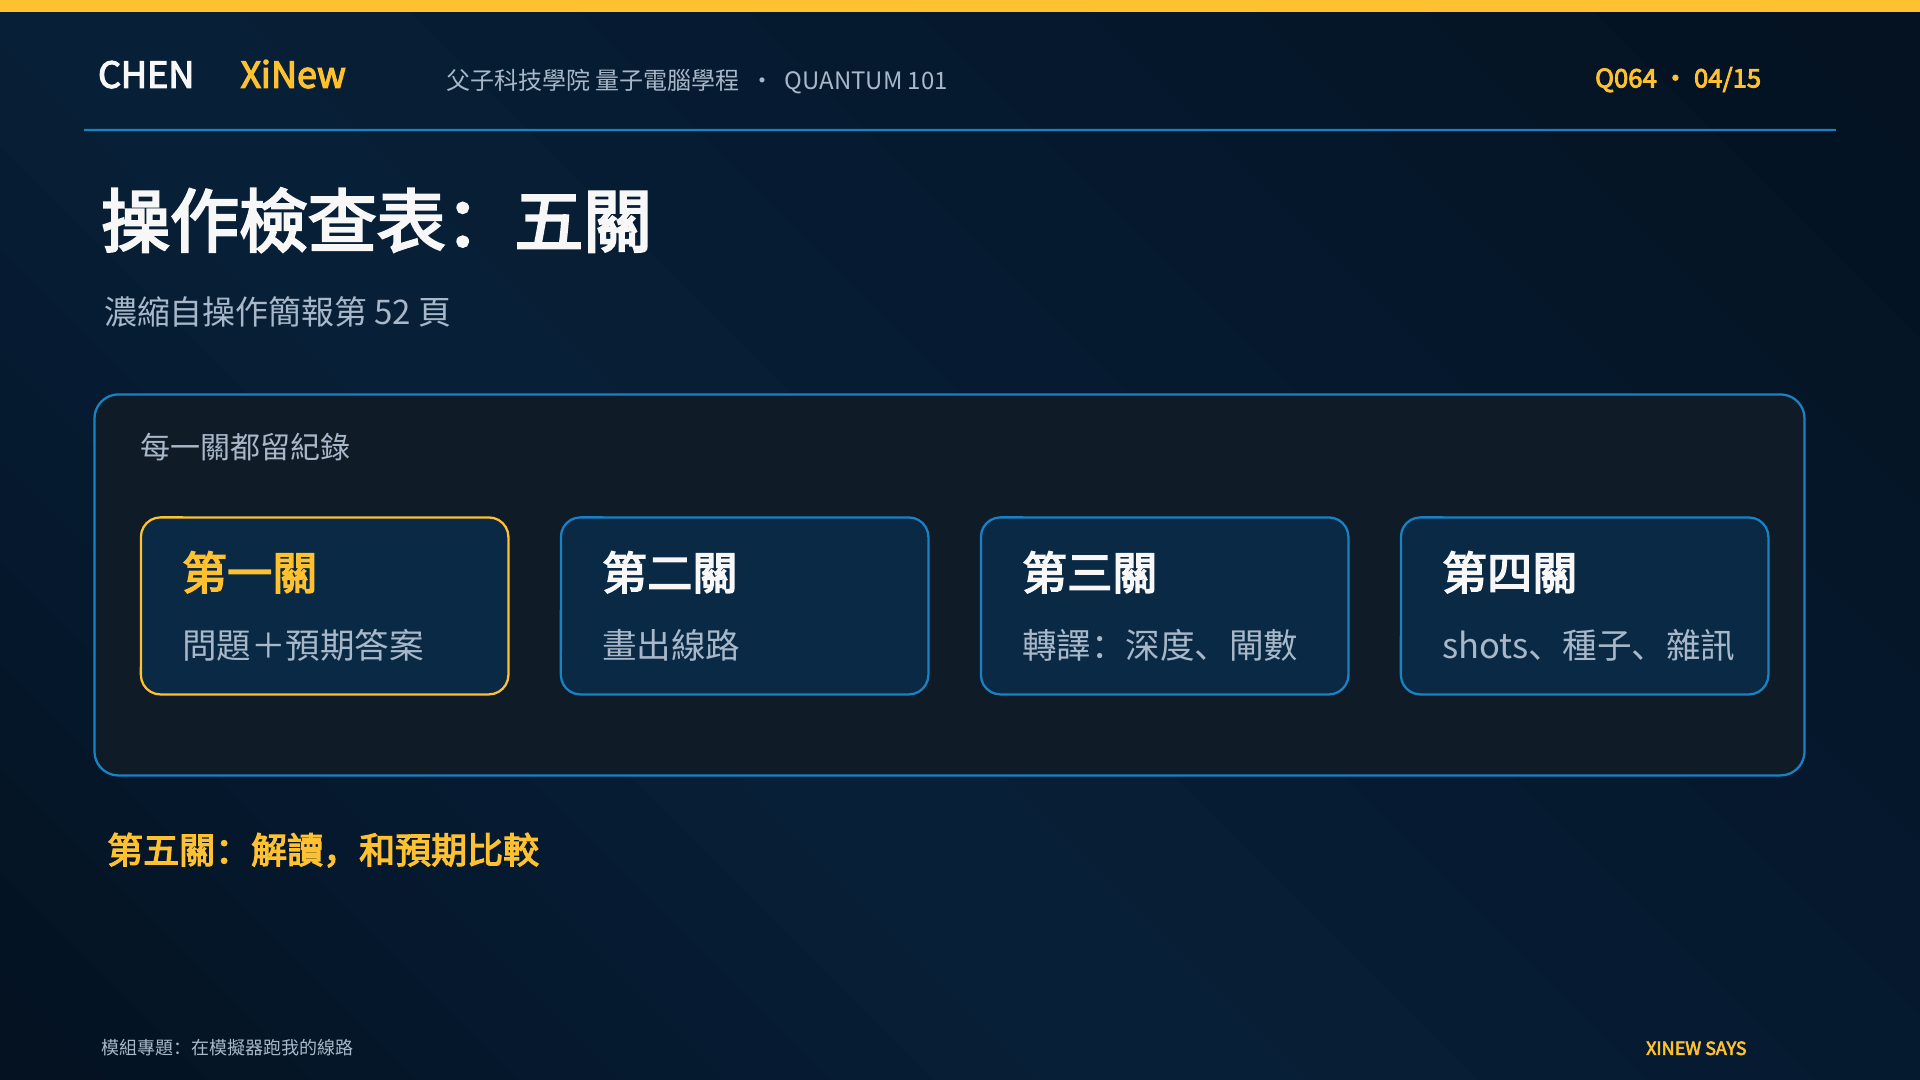 CHEN XiNew 父子科技學院 量子電腦學程 • QUANTUM 101 Q064 • 04/15
操作檢查表：五關
濃縮自操作簡報第 52 頁
每一關都留紀錄
第一關 第二關 第三關 第四關
問題＋預期答案 畫出線路 轉譯：深度、閘數 shots、種子、雜訊
第五關：解讀，和預期比較
模組專題：在模擬器跑我的線路 XINEW SAYS